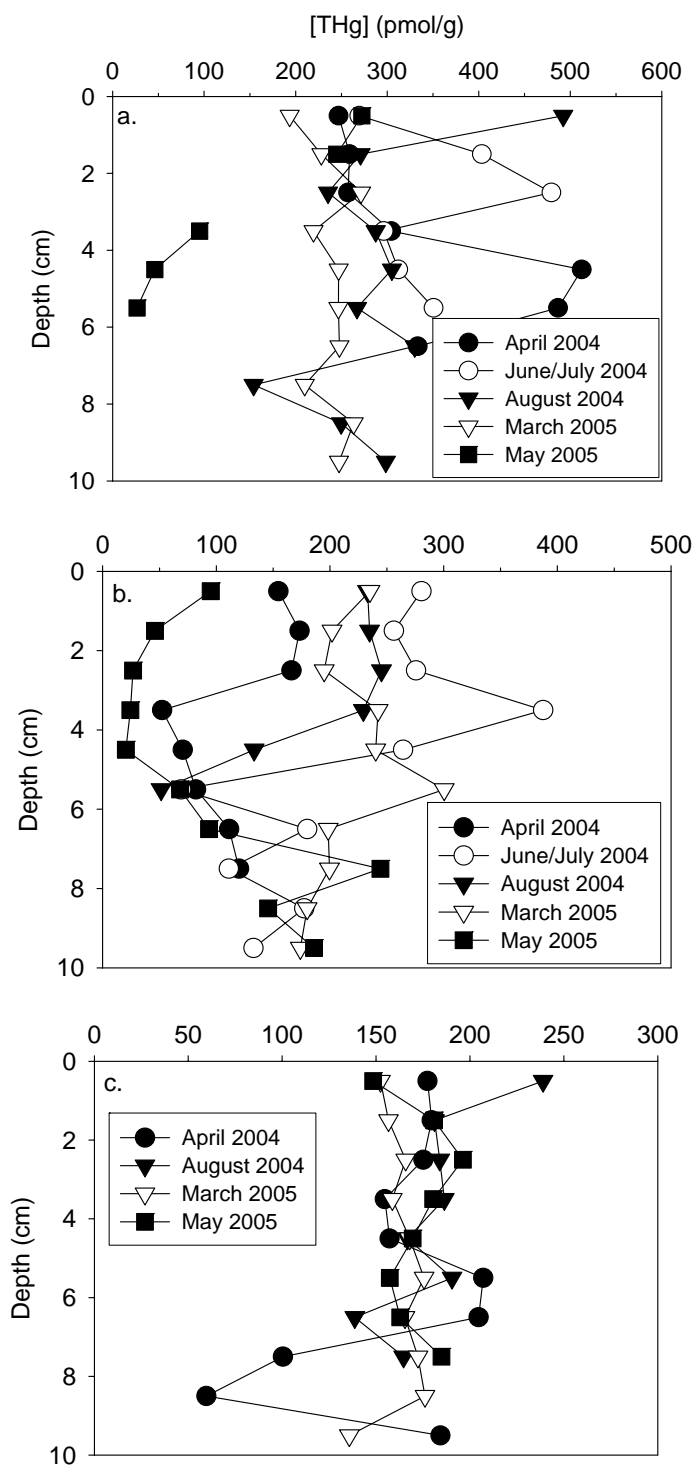 [THg] (pmol/g)
0 100 200 300 400 500 600
a.
0
2
4
6
8
10
Depth (cm)
April 2004
June/July 2004
August 2004
March 2005
May 2005
0 100 200 300 400 500
b.
0
2
4
6
8
10
Depth (cm)
April 2004
June/July 2004
August 2004
March 2005
May 2005
0 50 100 150 200 250 300
c.
0
2
4
6
8
10
Depth (cm)
April 2004
August 2004
March 2005
May 2005